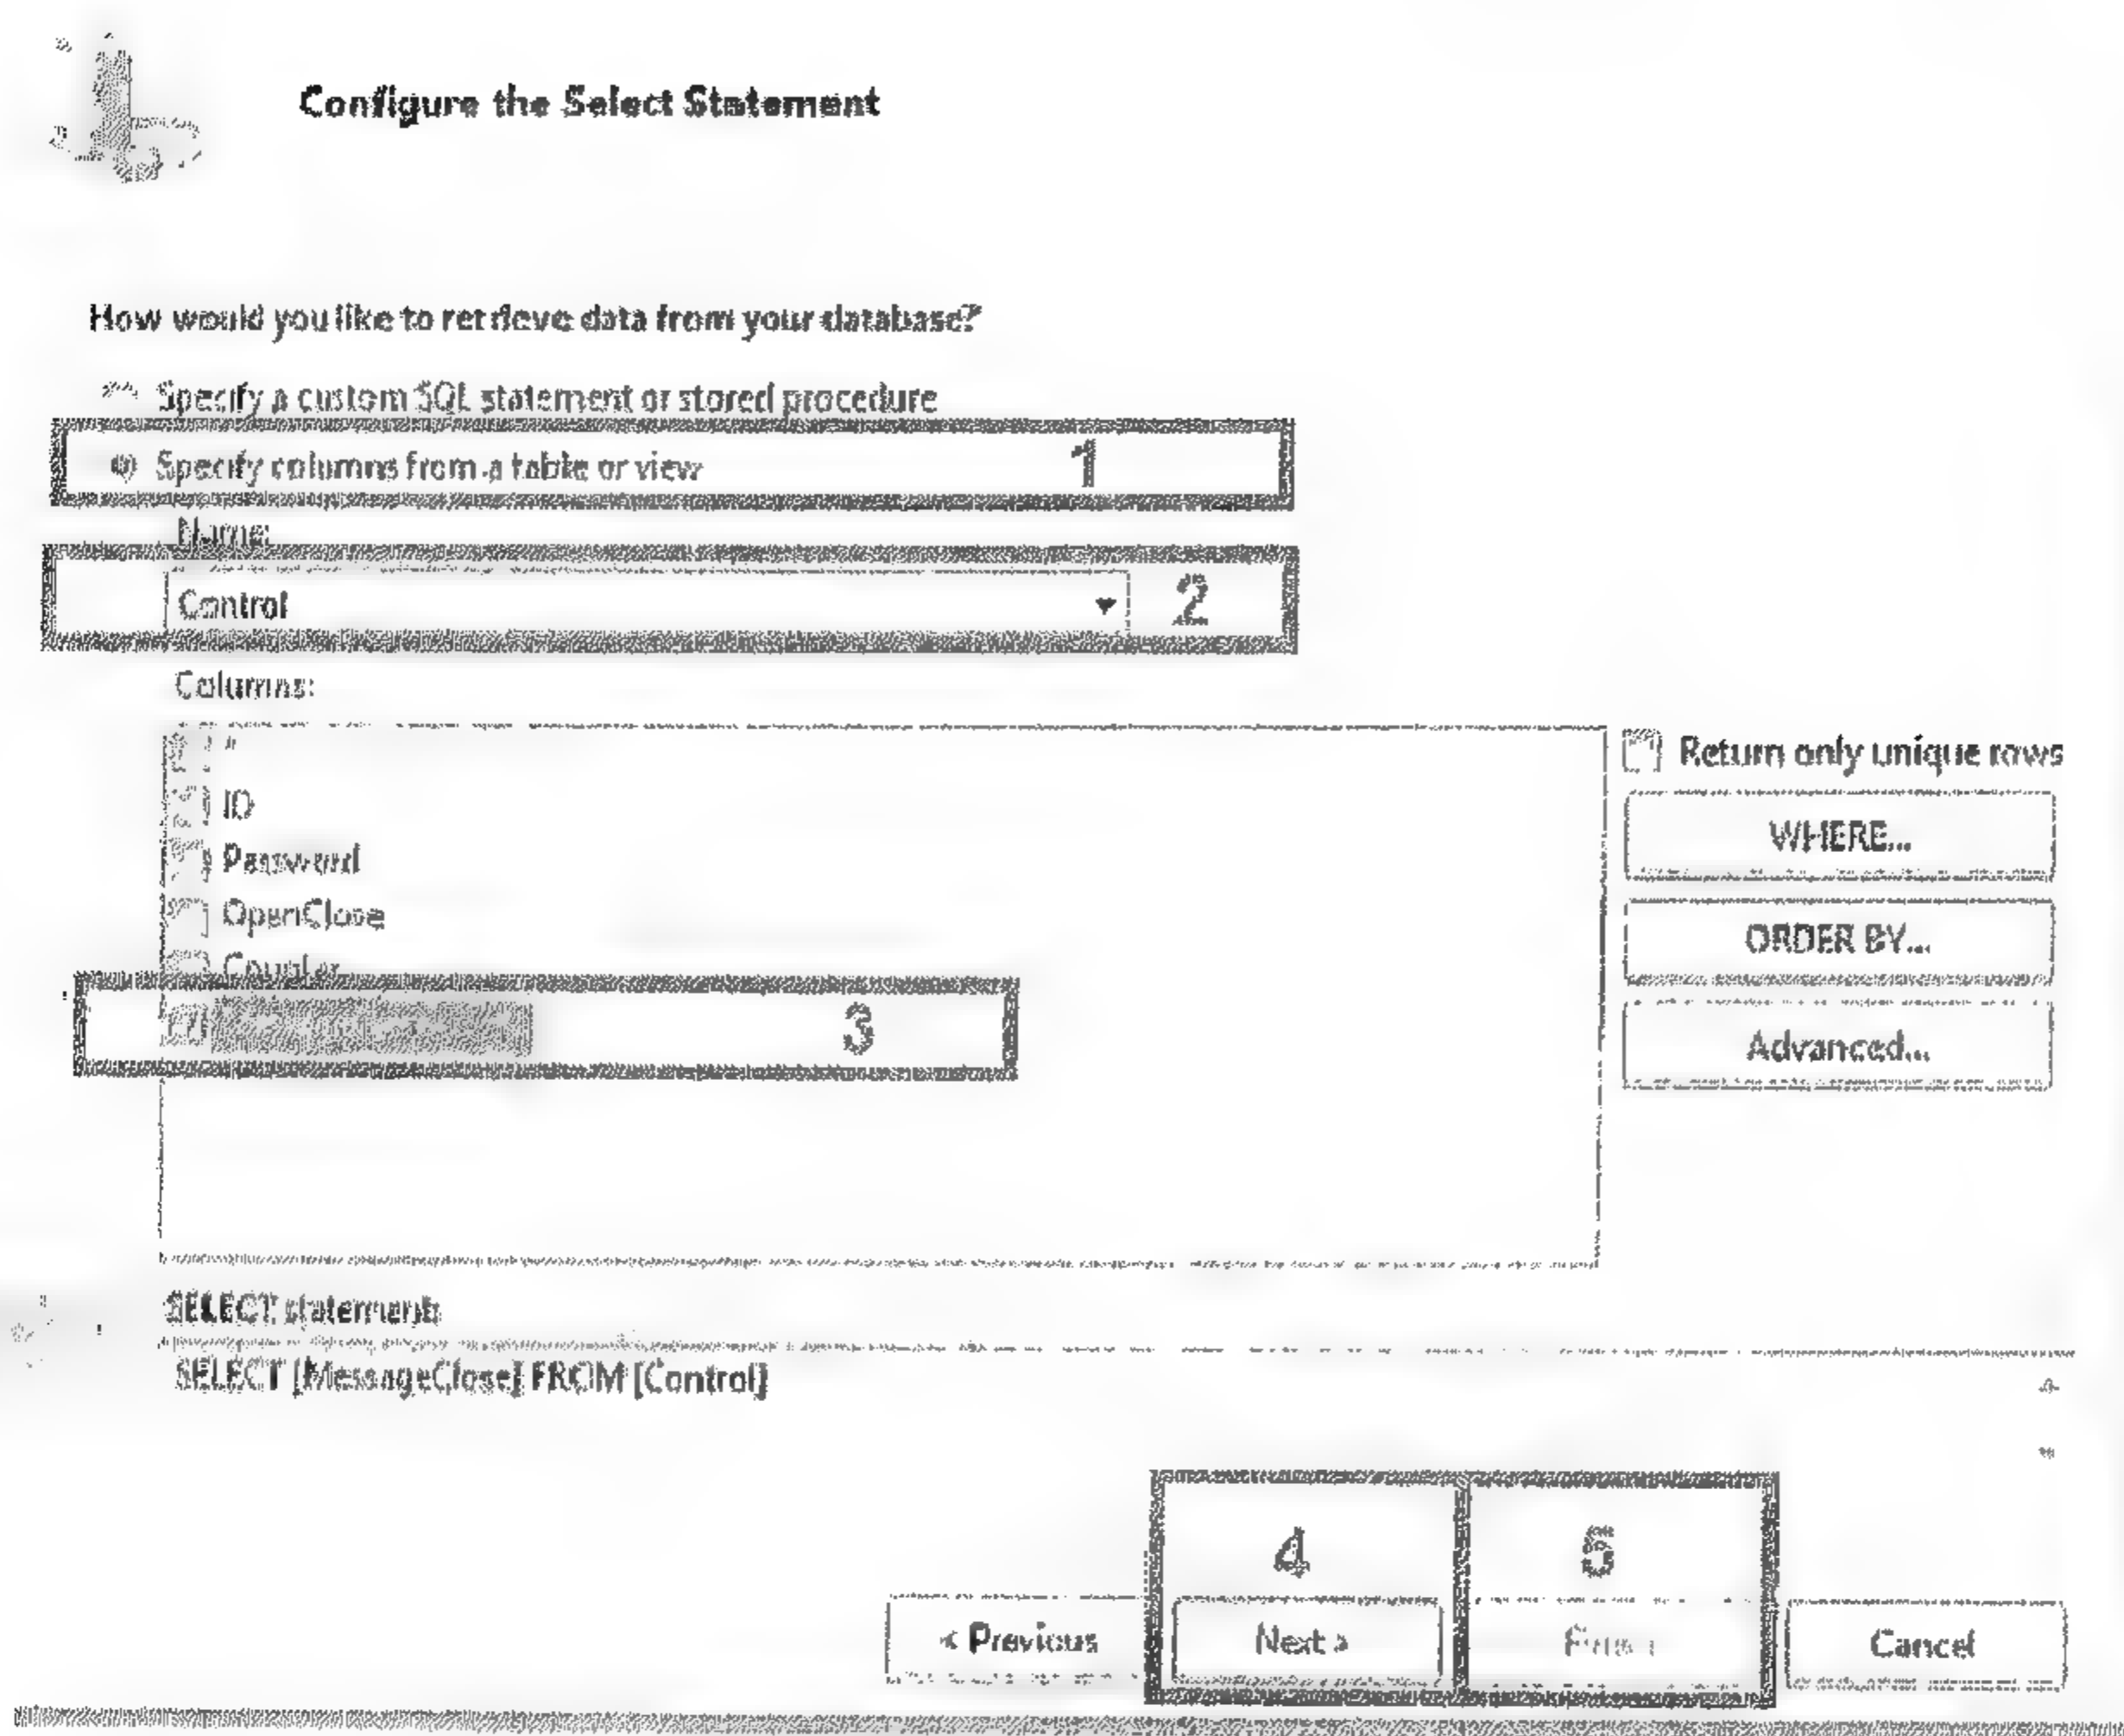 Configure the Select Statement
How would you like to retrieve data from your database?
Specify a custom SQL statement or stored procedure
Specify columns from a table or view 1
Name:
Control 2
Columns:
*
ID
Password
OpenClose
Counter
3
Return only unique rows
WHERE...
ORDER BY...
Advanced...
SELECT statement:
SELECT [MessageClose] FROM [Control]
4 5
< Previous Next > Finish Cancel